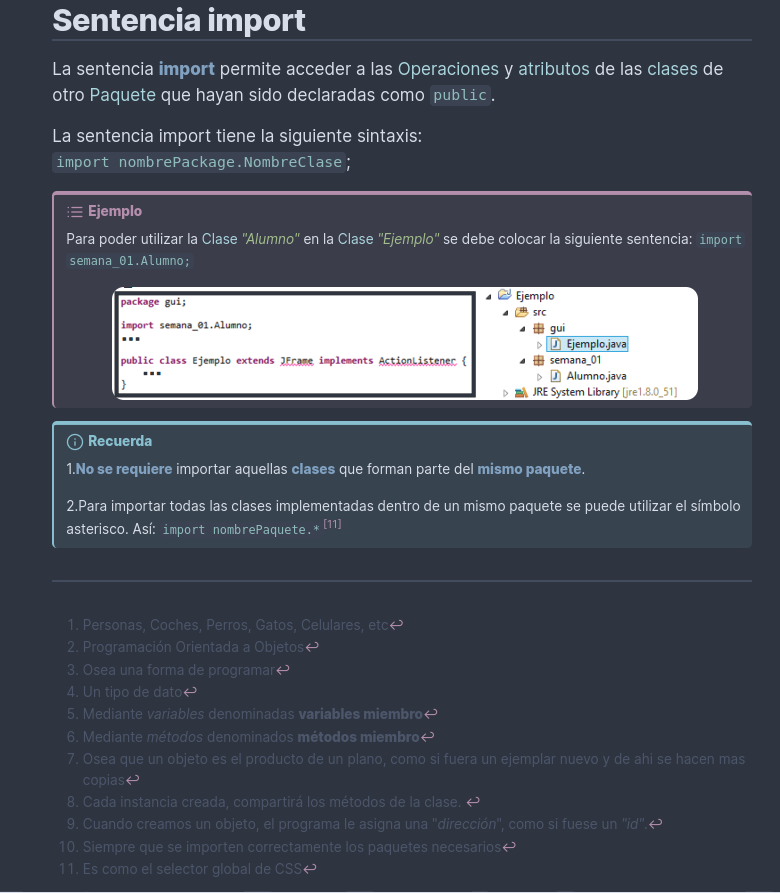 Sentencia import
La sentencia import permite acceder a las Operaciones y atributos de las clases de
otro Paquete que hayan sido declaradas como public.
La sentencia import tiene la siguiente sintaxis:
import nombrePackage.NombreClase;
Ejemplo
Para poder utilizar la Clase "Alumno" en la Clase "Ejemplo" se debe colocar la siguiente sentencia: import
semana_01.Alumno;
package gui;
import semana_01.Alumno;
...
public class Ejemplo extends JFrame implements ActionListener {
...
}
Ejemplo
src
gui
Ejemplo.java
semana_01
Alumno.java
JRE System Library [jre1.8.0_51]
Recuerda
1.No se requiere importar aquellas clases que forman parte del mismo paquete.
2.Para importar todas las clases implementadas dentro de un mismo paquete se puede utilizar el símbolo
asterisco. Así: import nombrePaquete.* [11]
1. Personas, Coches, Perros, Gatos, Celulares, etc↩
2. Programación Orientada a Objetos↩
3. Osea una forma de programar↩
4. Un tipo de dato↩
5. Mediante variables denominadas variables miembro↩
6. Mediante métodos denominados métodos miembro↩
7. Osea que un objeto es el producto de un plano, como si fuera un ejemplar nuevo y de ahi se hacen mas
copias↩
8. Cada instancia creada, compartirá los métodos de la clase. ↩
9. Cuando creamos un objeto, el programa le asigna una "dirección", como si fuese un "id".↩
10. Siempre que se importen correctamente los paquetes necesarios↩
11. Es como el selector global de CSS↩